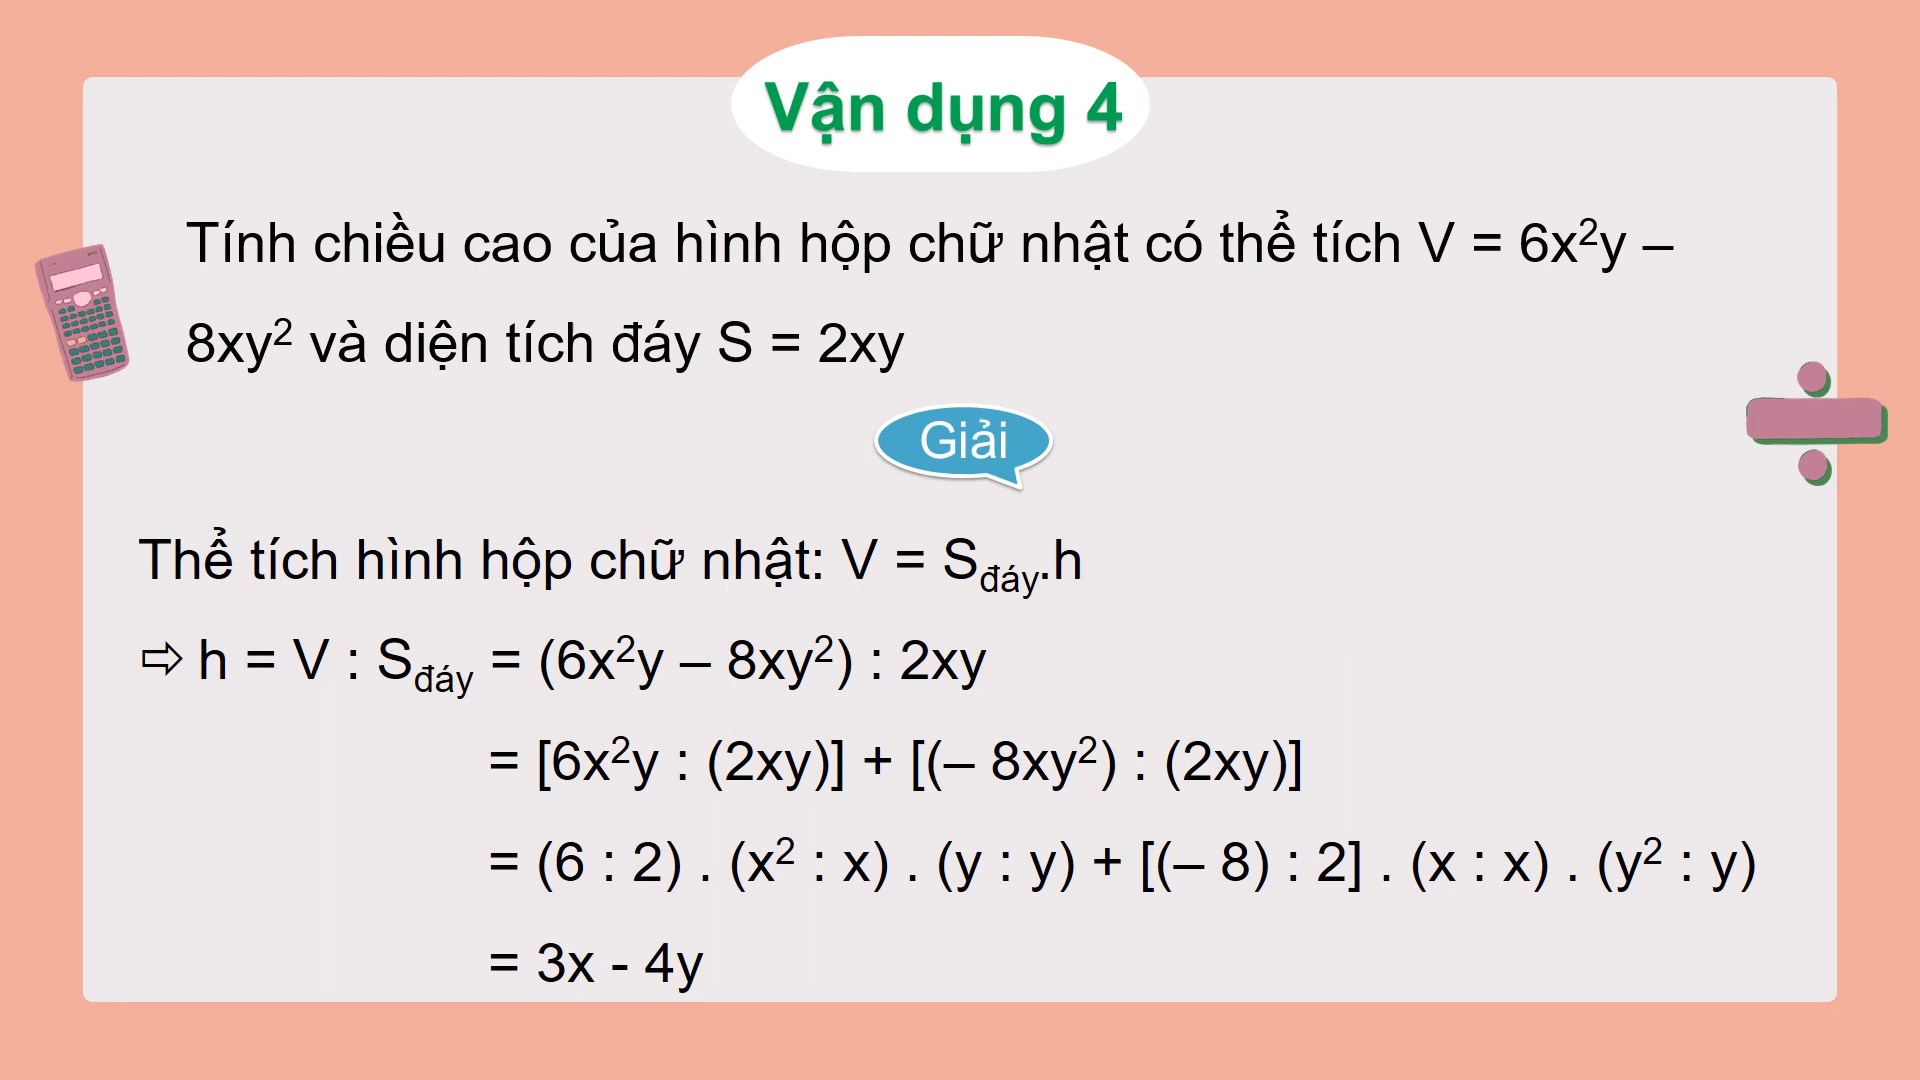 Vận dụng 4
Tính chiều cao của hình hộp chữ nhật có thể tích V = 6x²y –
8xy² và diện tích đáy S = 2xy
Giải
Thể tích hình hộp chữ nhật: V = Sđáy.h
⇨ h = V : Sđáy = (6x²y – 8xy²) : 2xy
= [6x²y : (2xy)] + [(– 8xy²) : (2xy)]
= (6 : 2) . (x² : x) . (y : y) + [(– 8) : 2] . (x : x) . (y² : y)
= 3x - 4y